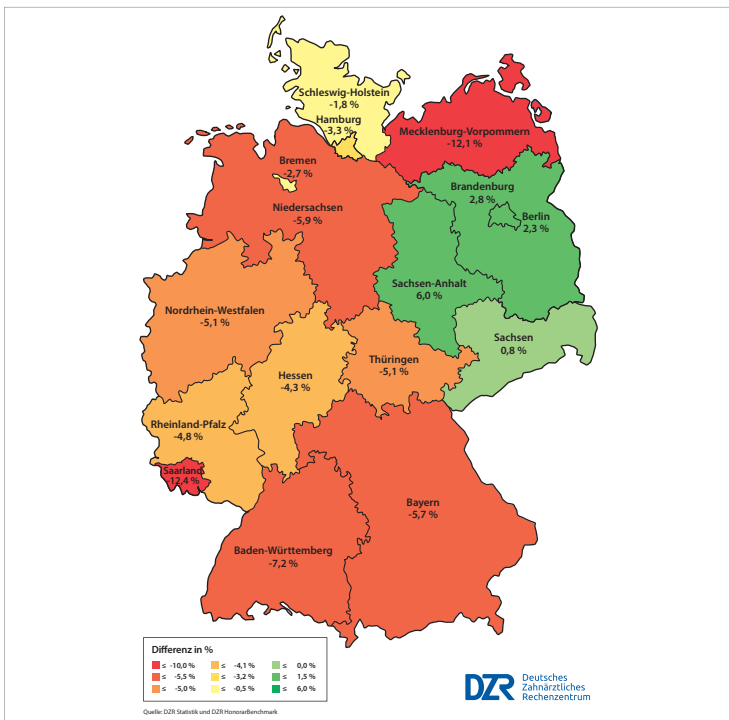 Schleswig-Holstein
-1,8 %
Hamburg
-3,3 %
Mecklenburg-Vorpommern
-12,1 %
Bremen
-2,7 %
Brandenburg
2,8 %
Berlin
2,3 %
Niedersachsen
-5,9 %
Sachsen-Anhalt
6,0 %
Nordrhein-Westfalen
-5,1 %
Sachsen
0,8 %
Thüringen
-5,1 %
Hessen
-4,3 %
Rheinland-Pfalz
-4,8 %
Saarland
-12,4 %
Bayern
-5,7 %
Baden-Württemberg
-7,2 %
Differenz in %
≤ -10,0 % ≤ -4,1 % ≤ 0,0 %
≤ -5,5 % ≤ -3,2 % ≤ 1,5 %
≤ -5,0 % ≤ -0,5 % ≤ 6,0 %
DZR Deutsches
Zahnärztliches
Rechenzentrum
Quelle: DZR Statistik und DZR HonorarBenchmark